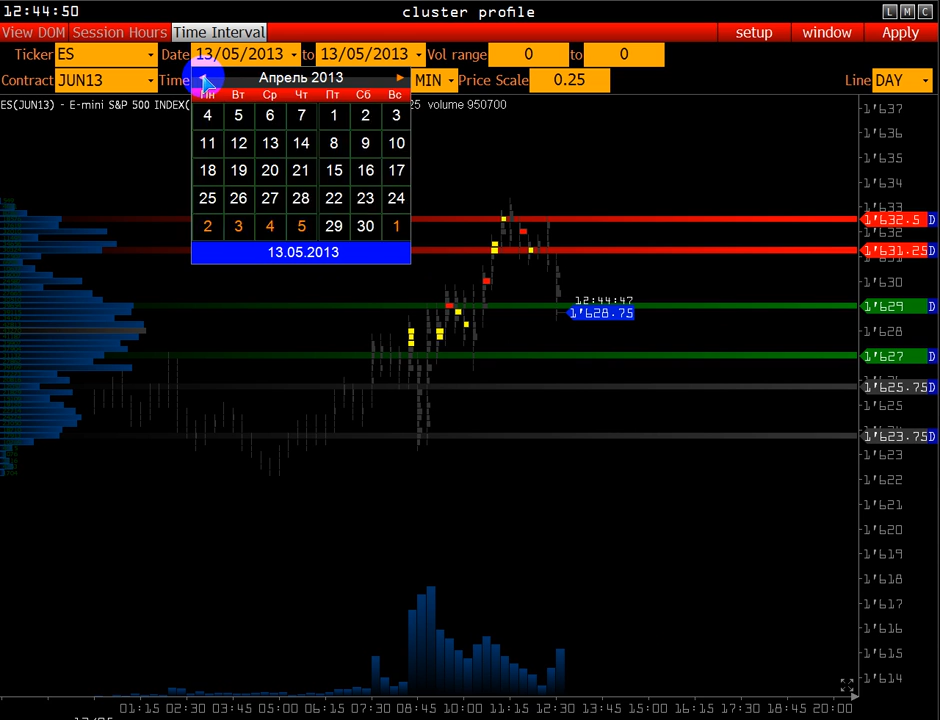 12:44:50 cluster profile L M C
View DOM Session Hours Time Interval setup window Apply
Ticker ES Date 13/05/2013 to 13/05/2013 Vol range 0 to 0
Contract JUN13 Time MIN Price Scale 0.25 Line DAY
Апрель 2013
ES(JUN13) - E-mini S&P 500 INDEX( 25 volume 950700
Пн Вт Ср Чт Пт Сб Вс
4 5 6 7 1 2 3
11 12 13 14 8 9 10
18 19 20 21 15 16 17
25 26 27 28 22 23 24
2 3 4 5 29 30 1
13.05.2013
1'637
1'636
1'635
1'634
1'633
1'632.5 D
1'632
1'631.25 D
1'631
1'630
12:44:47
1'629 D
1'628.75
1'628
1'627 D
1'625.75 D
1'625
1'623.75 D
1'623
1'622
1'621
1'620
1'619
1'618
1'617
1'616
1'615
1'614
01:15 02:30 03:45 05:00 06:15 07:30 08:45 10:00 11:15 12:30 13:45 15:00 16:15 17:30 18:45 20:00